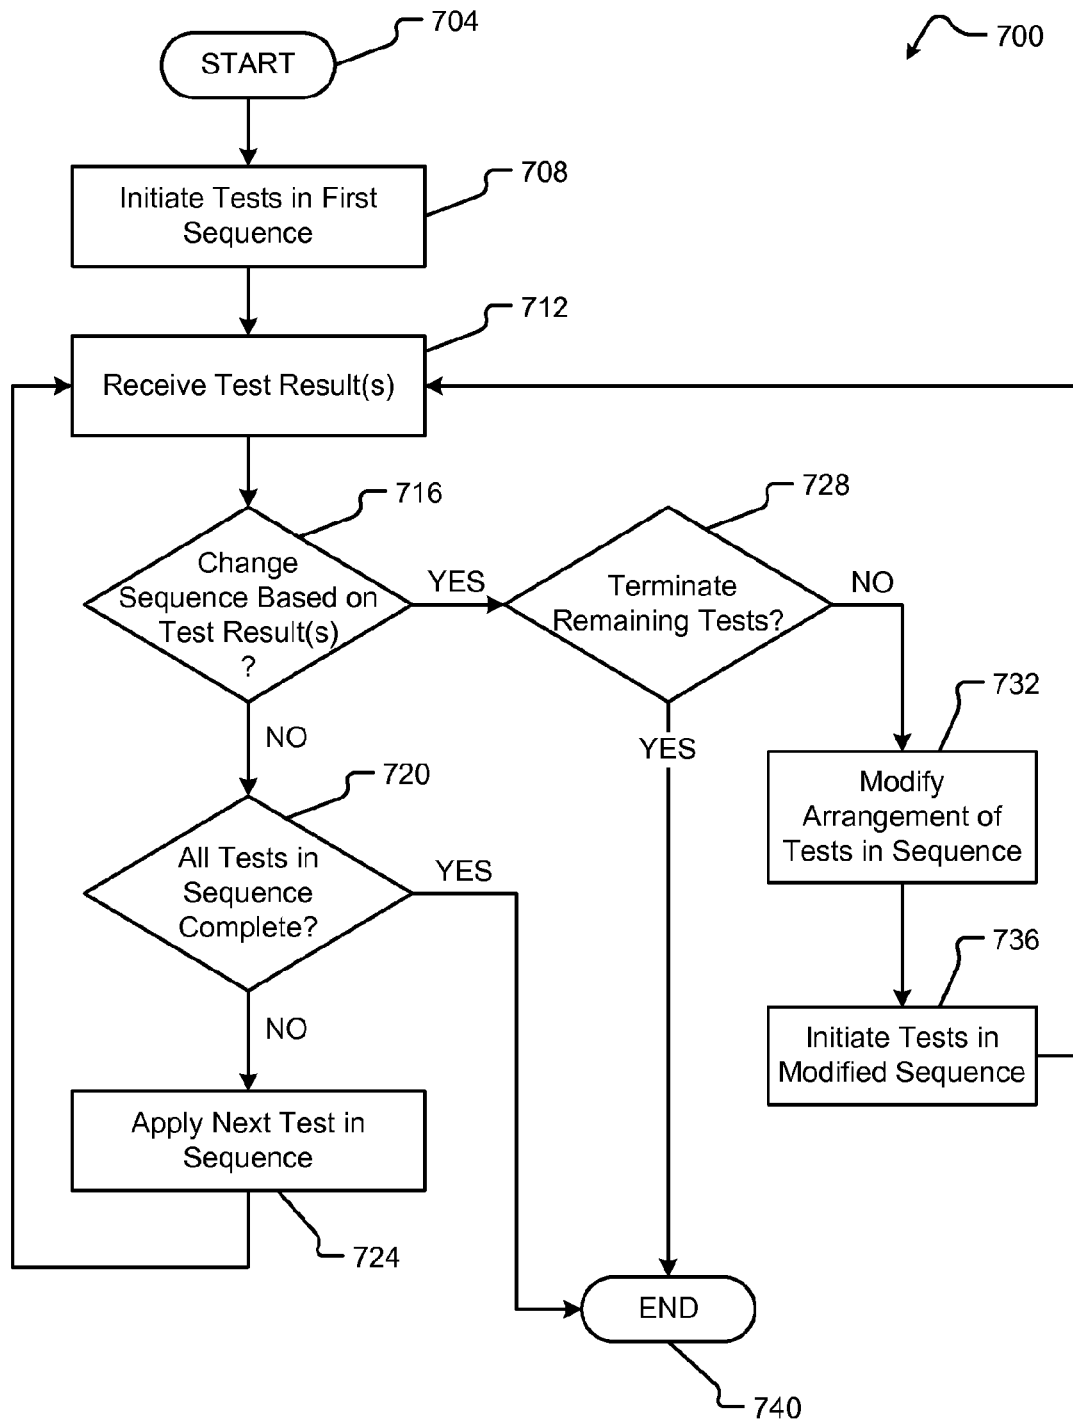 704
700
START
708
Initiate Tests in First
Sequence
712
Receive Test Result(s)
716
728
Change
Sequence Based on
Test Result(s)
?
YES
Terminate
Remaining Tests?
NO
732
NO
YES
720
Modify
Arrangement of
Tests in Sequence
All Tests in
Sequence
Complete?
YES
736
NO
Initiate Tests in
Modified Sequence
Apply Next Test in
Sequence
724
END
740